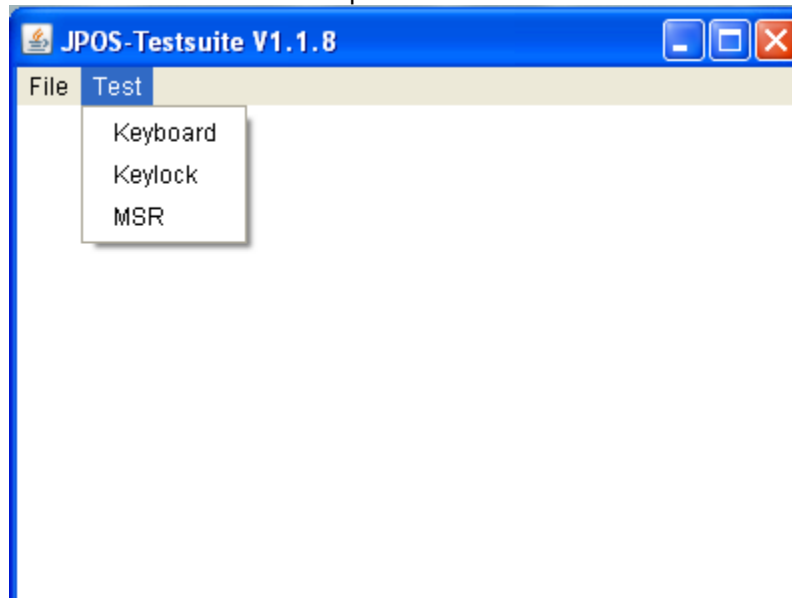 JPOS-Testsuite V1.1.8
File Test
Keyboard
Keylock
MSR